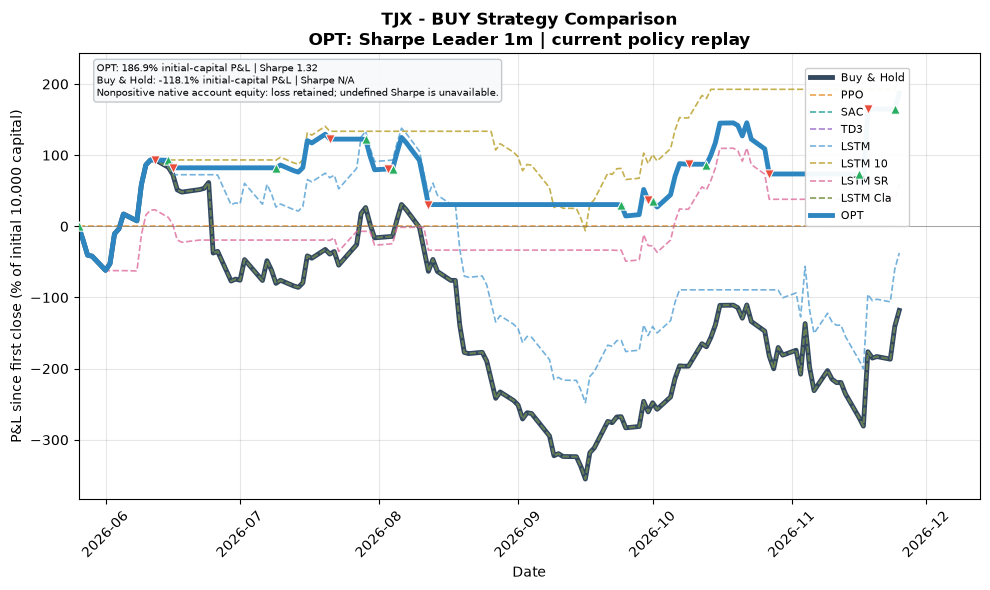 TJX - BUY Strategy Comparison
OPT: Sharpe Leader 1m | current policy replay
OPT: 186.9% initial-capital P&L | Sharpe 1.32
Buy & Hold: -118.1% initial-capital P&L | Sharpe N/A
Nonpositive native account equity: loss retained; undefined Sharpe is unavailable.
Buy & Hold
PPO
SAC
TD3
LSTM
LSTM 10
LSTM SR
LSTM Cla
OPT
P&L since first close (% of initial 10,000 capital)
200
100
0
−100
−200
−300
2026-06
2026-07
2026-08
2026-09
2026-10
2026-11
2026-12
Date